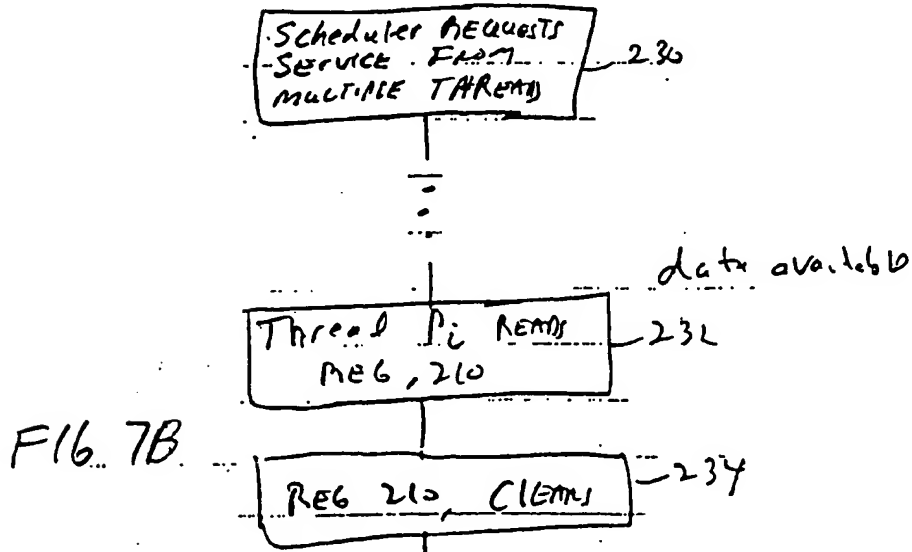 Scheduler REQUESTS
SERVICE FROM
MULTIPLE THREADS
230
data available
Thread Pi READS
REG, 210
232
FIG. 7B
REG 210, CLEARS
234